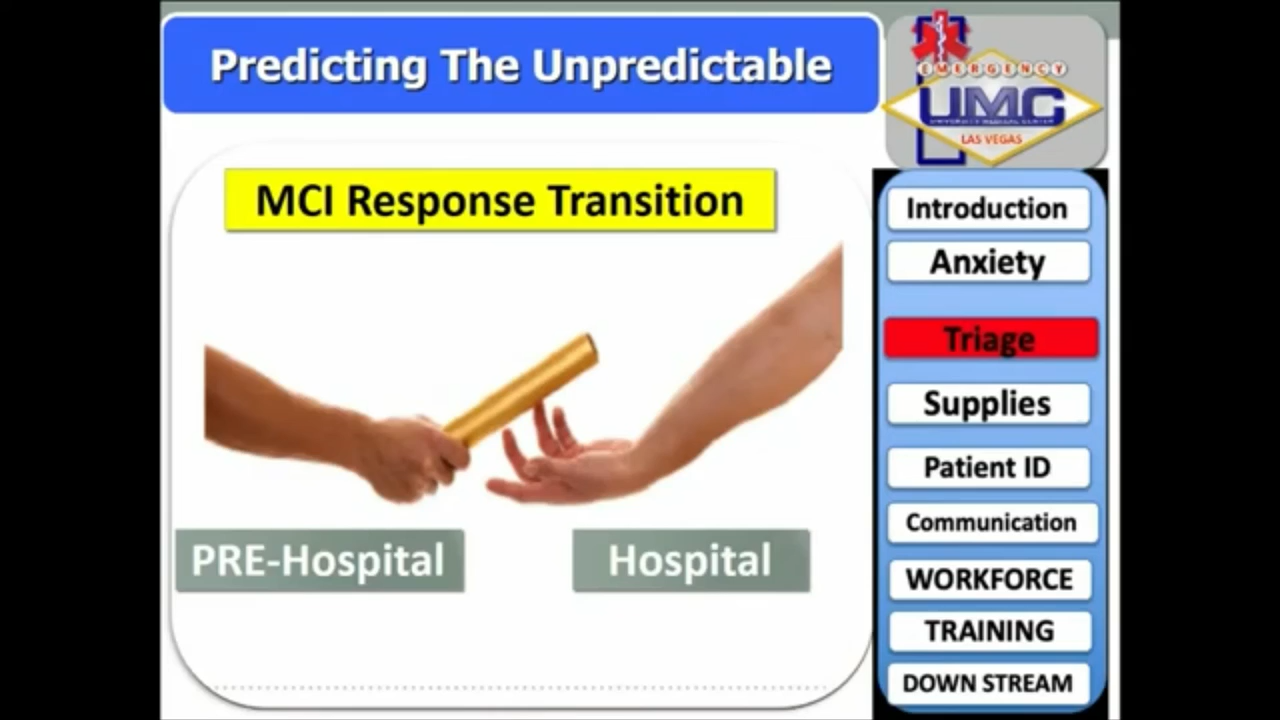 Predicting The Unpredictable
EMERGENCY
UMC
UNIVERSITY MEDICAL CENTER
LAS VEGAS
MCI Response Transition
PRE-Hospital
Hospital
Introduction
Anxiety
Triage
Supplies
Patient ID
Communication
WORKFORCE
TRAINING
DOWN STREAM